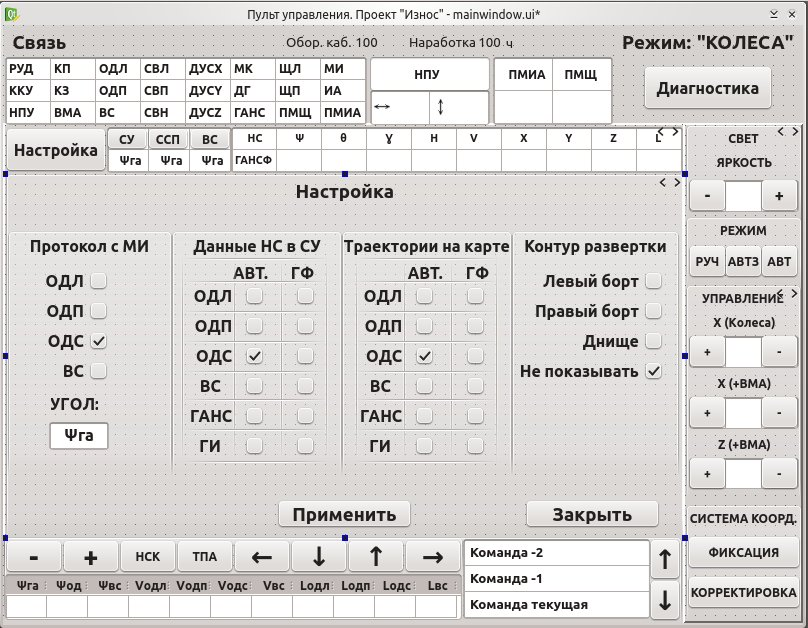 Пульт управления. Проект "Износ" - mainwindow.ui*
Связь Обор. каб. 100 Наработка 100 ч Режим: "КОЛЕСА"
РУД КП ОДЛ СВЛ ДУСХ МК ЩЛ МИ
ККУ КЗ ОДП СВП ДУСУ ДГ ЩП ИА
НПУ ВМА ВС СВН ДУСZ ГАНС ПМЩ ПМИА
НПУ
↔ ↕
ПМИА ПМЩ
Диагностика
Настройка
СУ ССП ВС НС Ψ θ Ɣ H V X Y Z L
Ψга Ψга Ψга ГАНСФ
Настройка
Протокол с МИ
ОДЛ
ОДП
ОДС
ВС
УГОЛ:
Ψга
Данные НС в СУ
АВТ. ГФ
ОДЛ
ОДП
ОДС
ВС
ГАНС
ГИ
Траектории на карте
АВТ. ГФ
ОДЛ
ОДП
ОДС
ВС
ГАНС
ГИ
Контур развертки
Левый борт
Правый борт
Днище
Не показывать
Применить Закрыть
СВЕТ
ЯРКОСТЬ
- +
РЕЖИМ
РУЧ АВТЗ АВТ
УПРАВЛЕНИЕ
X (Колеса)
+ -
X (+ВМА)
+ -
Z (+ВМА)
+ -
СИСТЕМА КООРД.
ФИКСАЦИЯ
КОРРЕКТИРОВКА
- + НСК ТПА ← ↓ ↑ →
Ψга Ψод Ψвс Vодл Vодп Vодс Vвс Lодл Lодп Lодс Lвс
Команда -2
Команда -1
Команда текущая
↑
↓